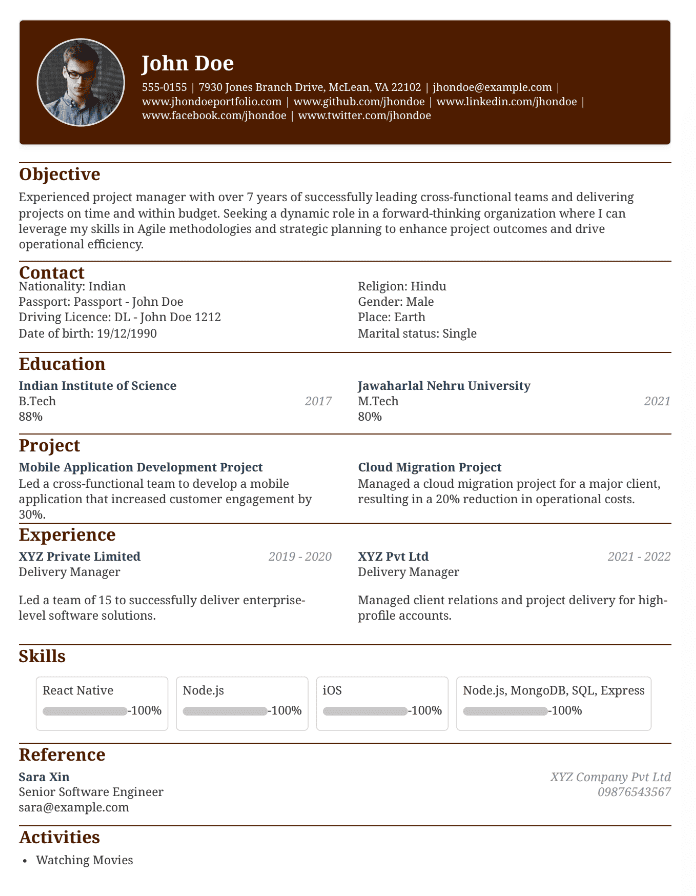 John Doe
555-0155 | 7930 Jones Branch Drive, McLean, VA 22102 | jhondoe@example.com |
www.jhondoeportfolio.com | www.github.com/jhondoe | www.linkedin.com/jhondoe |
www.facebook.com/jhondoe | www.twitter.com/jhondoe
Objective
Experienced project manager with over 7 years of successfully leading cross-functional teams and delivering
projects on time and within budget. Seeking a dynamic role in a forward-thinking organization where I can
leverage my skills in Agile methodologies and strategic planning to enhance project outcomes and drive
operational efficiency.
Contact
Nationality: Indian
Passport: Passport - John Doe
Driving Licence: DL - John Doe 1212
Date of birth: 19/12/1990
Religion: Hindu
Gender: Male
Place: Earth
Marital status: Single
Education
Indian Institute of Science
B.Tech 2017
88%
Jawaharlal Nehru University
M.Tech 2021
80%
Project
Mobile Application Development Project
Led a cross-functional team to develop a mobile
application that increased customer engagement by
30%.
Cloud Migration Project
Managed a cloud migration project for a major client,
resulting in a 20% reduction in operational costs.
Experience
XYZ Private Limited 2019 - 2020
Delivery Manager
Led a team of 15 to successfully deliver enterprise-
level software solutions.
XYZ Pvt Ltd 2021 - 2022
Delivery Manager
Managed client relations and project delivery for high-
profile accounts.
Skills
React Native
-100%
Node.js
-100%
iOS
-100%
Node.js, MongoDB, SQL, Express
-100%
Reference
Sara Xin XYZ Company Pvt Ltd
Senior Software Engineer 09876543567
sara@example.com
Activities
• Watching Movies